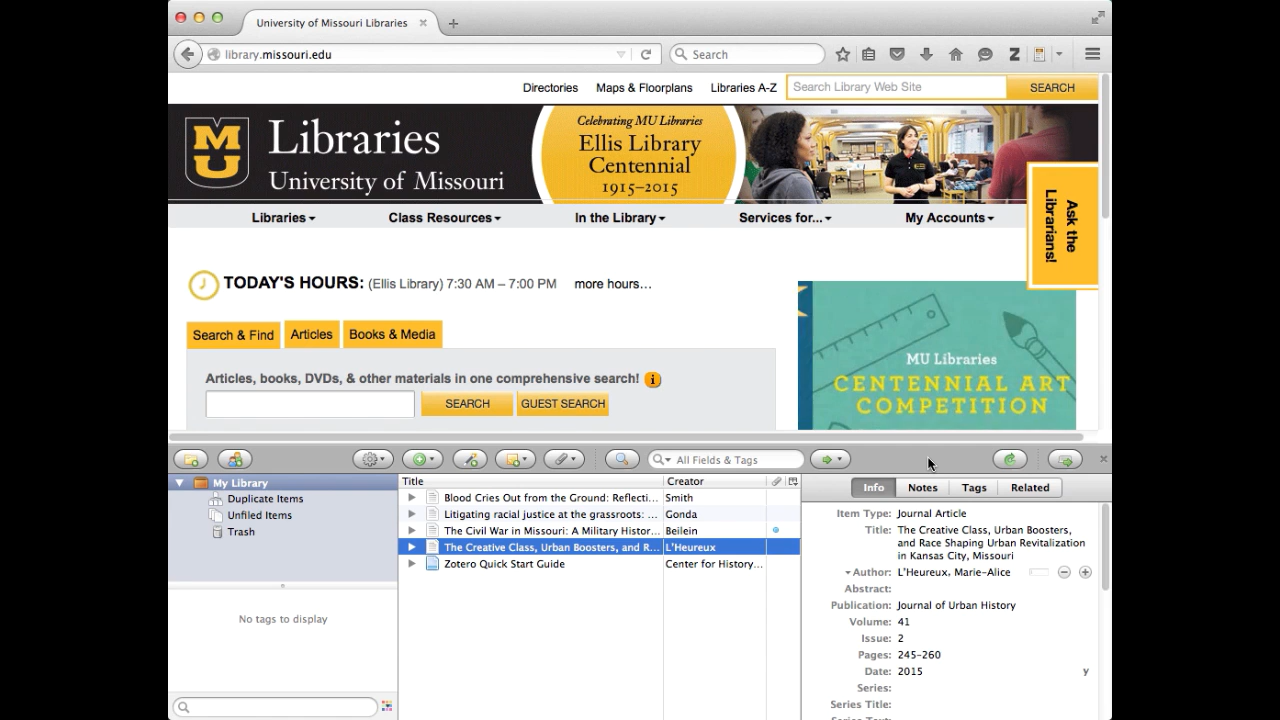 University of Missouri Libraries
library.missouri.edu
Search
Z
Directories Maps & Floorplans Libraries A-Z Search Library Web Site SEARCH
MU
Libraries
University of Missouri
Celebrating MU Libraries
Ellis Library
Centennial
1915–2015
Ask the
Librarians!
Libraries Class Resources In the Library Services for... My Accounts
TODAY'S HOURS: (Ellis Library) 7:30 AM – 7:00 PM more hours...
Search & Find Articles Books & Media
Articles, books, DVDs, & other materials in one comprehensive search! i
SEARCH GUEST SEARCH
MU Libraries
CENTENNIAL ART
COMPETITION
All Fields & Tags
My Library
Duplicate Items
Unfiled Items
Trash
No tags to display
Title Creator
Blood Cries Out from the Ground: Reflecti... Smith
Litigating racial justice at the grassroots: ... Gonda
The Civil War in Missouri: A Military Histor... Beilein
The Creative Class, Urban Boosters, and R... L'Heureux
Zotero Quick Start Guide Center for History...
Info Notes Tags Related
Item Type: Journal Article
Title: The Creative Class, Urban Boosters,
and Race Shaping Urban Revitalization
in Kansas City, Missouri
Author: L'Heureux, Marie-Alice
Abstract:
Publication: Journal of Urban History
Volume: 41
Issue: 2
Pages: 245-260
Date: 2015 y
Series:
Series Title: